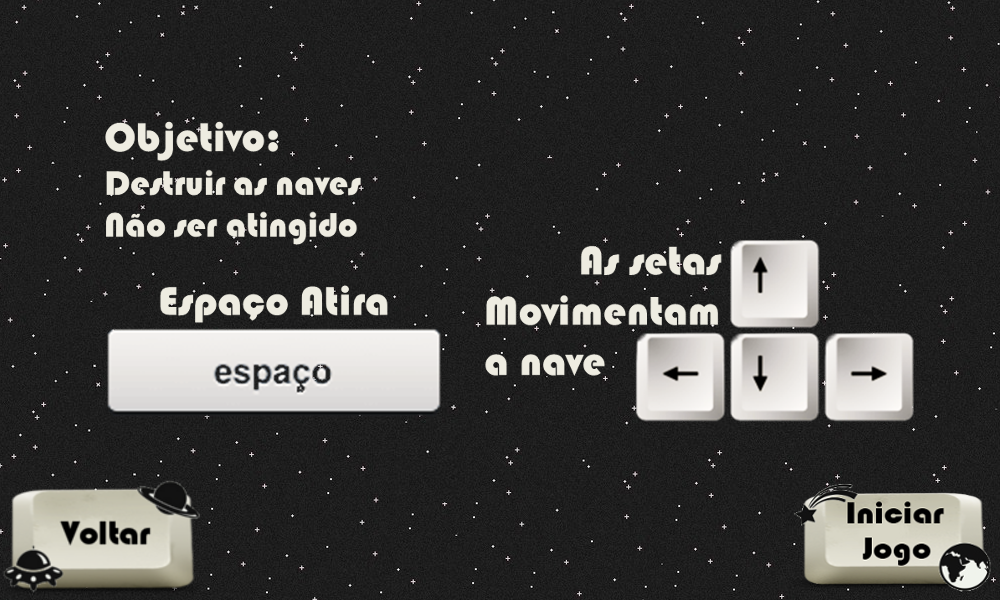 Objetivo:
Destruir as naves
Não ser atingido
Espaço Atira
espaço
As setas
Movimentam
a nave
↑
← ↓ →
Voltar
Iniciar
Jogo